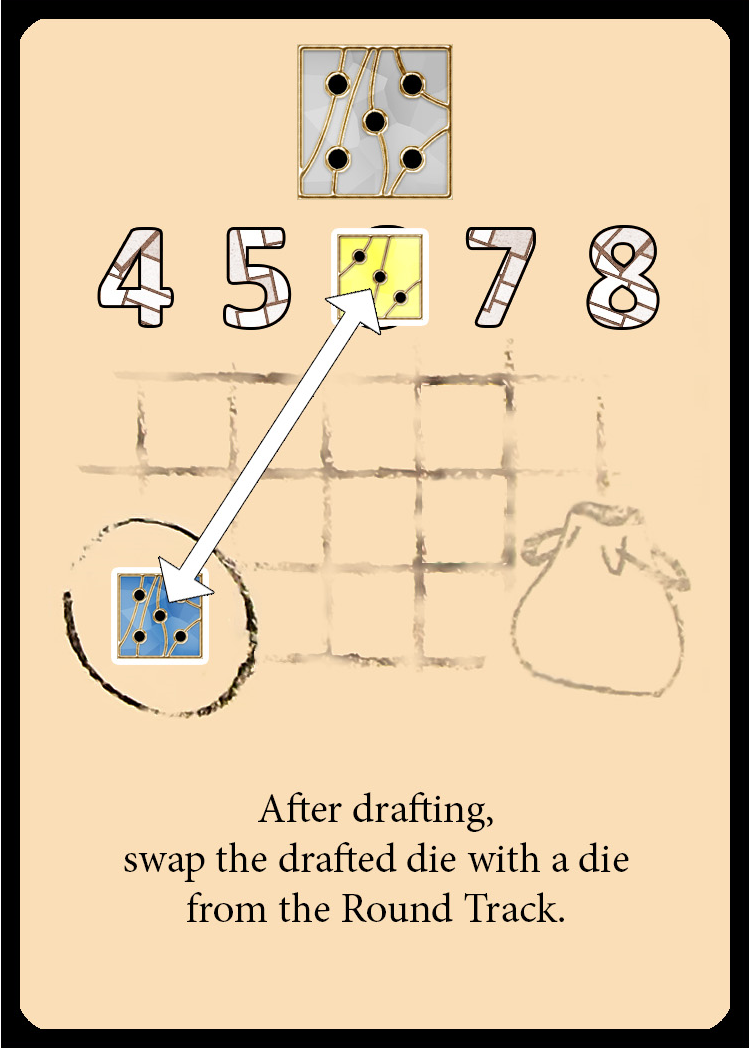 4 5 7 8
After drafting,
swap the drafted die with a die
from the Round Track.